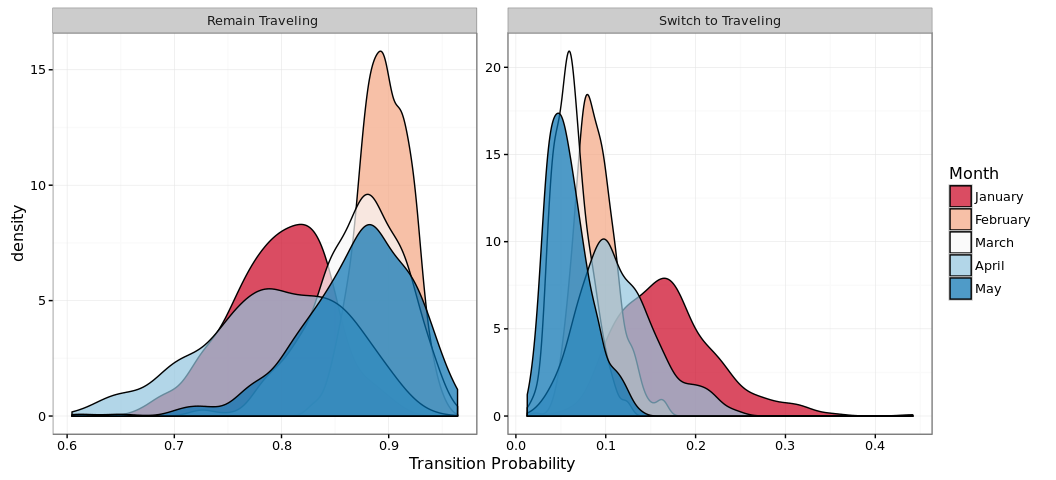 Remain Traveling
Switch to Traveling
15
10
5
0
20
15
10
5
0
density
0.6
0.7
0.8
0.9
0.0
0.1
0.2
0.3
0.4
Transition Probability
Month
January
February
March
April
May